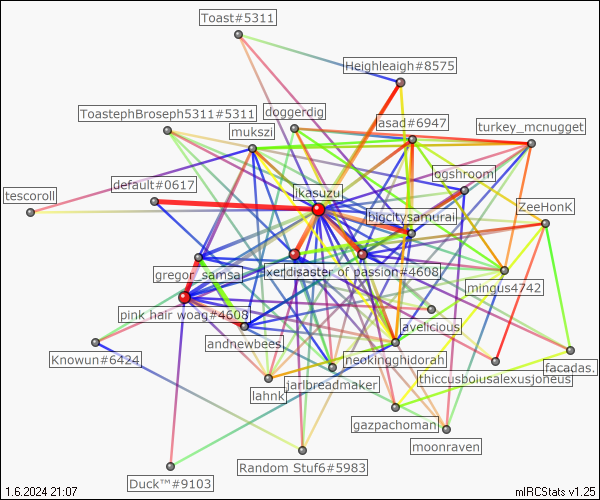 Toast#5311
Heighleaigh#8575
ToastephBroseph5311#5311
doggerdig
asad#6947
mukszi
turkey_mcnugget
default#0617
ikasuzu
ogshroom
tescoroll
bigcitysamurai
ZeeHonK
gregor_samsa
xerdisaster of passion#4608
mingus4742
pink hair woag#4608
avelicious
andrewbees
Knowun#6424
neokingghidorah
facadas.
jarlbreadmaker
thiccusboiusalexusjoneus
lahnk
gazpachoman
moonraven
Random Stuf6#5983
Duck™#9103
1.6.2024 21:07
mIRCStats v1.25